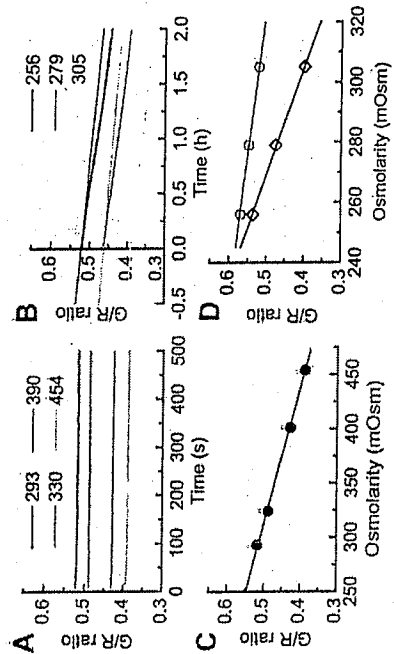 A
293 390
330 454
G/R ratio
0.6
0.5
0.4
0.3
0 100 200 300 400 500
Time (s)
B
256
279
305
G/R ratio
0.6
0.5
0.4
-0.5 0.0 0.5 1.0 1.5 2.0
Time (h)
C
G/R ratio
0.6
0.5
0.4
0.3
250 300 325 350 400 450
Osmolarity (mOsm)
D
G/R ratio
0.6
0.5
0.4
0.3
240 260 280 300 320
Osmolarity (mOsm)